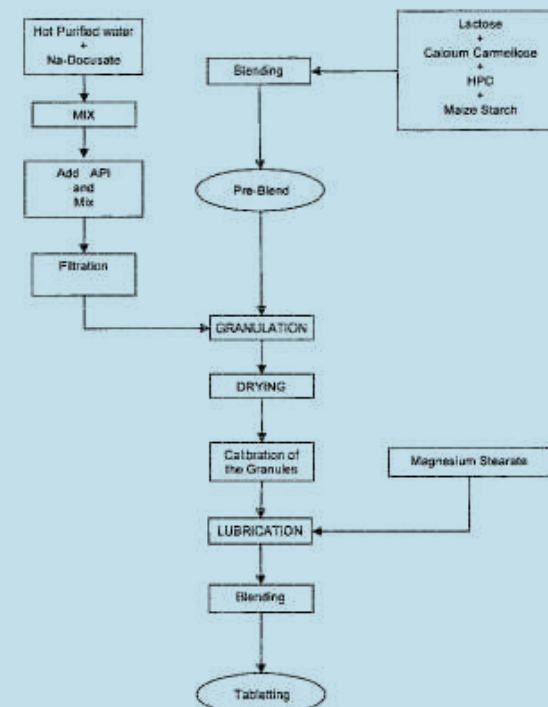 Hot Purified water
+
Na-Docusate
MIX
Add API
and
Mix
Filtration
Lactose
+
Calcium Carmellose
+
HPC
+
Maize Starch
Blending
Pre-Blend
GRANULATION
DRYING
Calibration of
the Granules
Magnesium Stearate
LUBRICATION
Blending
Tabletting